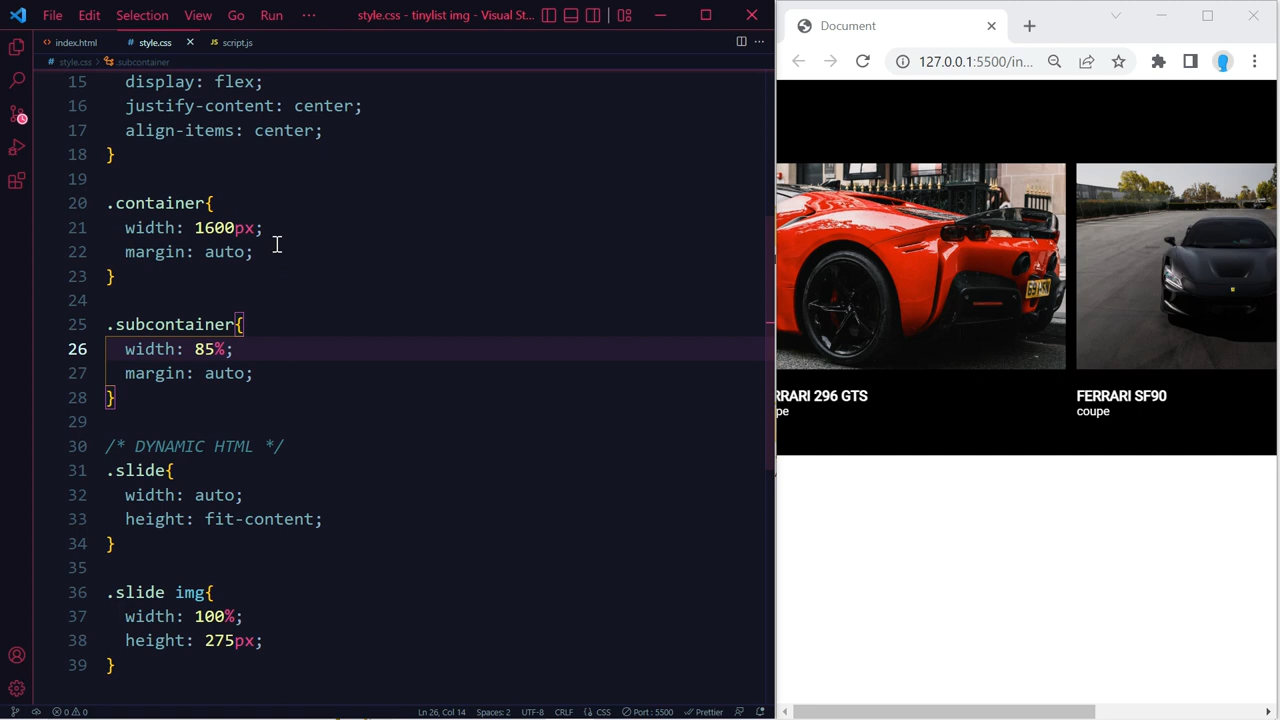 File Edit Selection View Go Run ··· style.css - tinylist img - Visual St...
index.html style.css script.js
style.css > .subcontainer
15 display: flex;
16 justify-content: center;
17 align-items: center;
18 }
19
20 .container{
21 width: 1600px;
22 margin: auto;
23 }
24
25 .subcontainer{
26 width: 85%;
27 margin: auto;
28 }
29
30 /* DYNAMIC HTML */
31 .slide{
32 width: auto;
33 height: fit-content;
34 }
35
36 .slide img{
37 width: 100%;
38 height: 275px;
39 }
0 0 Ln 26, Col 14 Spaces: 2 UTF-8 CRLF CSS Port : 5500 Prettier
Document
127.0.0.1:5500/in...
RRARI 296 GTS
pe
FERRARI SF90
coupe